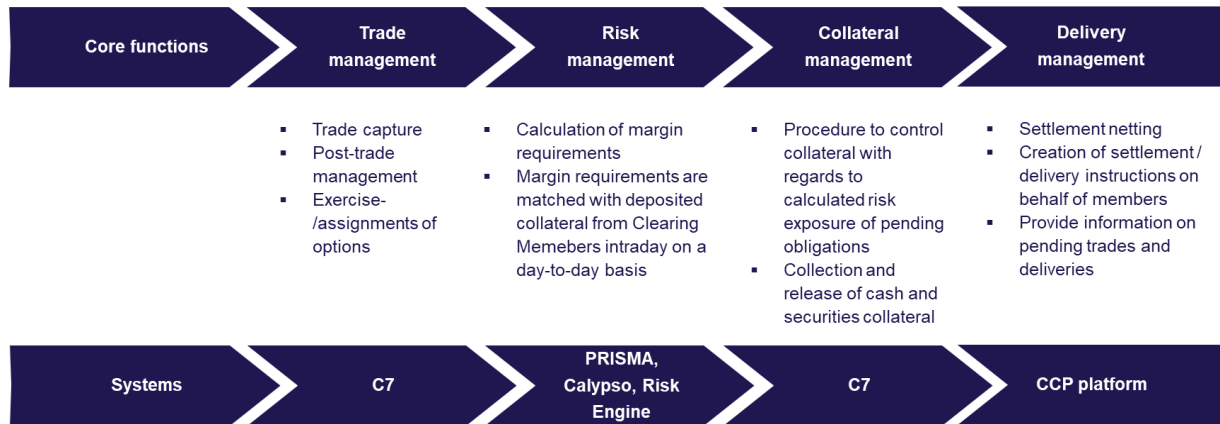 Core functions
Trade
management
Risk
management
Collateral
management
Delivery
management
▪ Trade capture
▪ Post-trade
management
▪ Exercise-
/assignments of
options
▪ Calculation of margin
requirements
▪ Margin requirements are
matched with deposited
collateral from Clearing
Memebers intraday on a
day-to-day basis
▪ Procedure to control
collateral with
regards to
calculated risk
exposure of pending
obligations
▪ Collection and
release of cash and
securities collateral
▪ Settlement netting
▪ Creation of settlement /
delivery instructions on
behalf of members
▪ Provide information on
pending trades and
deliveries
Systems
C7
PRISMA,
Calypso, Risk
Engine
C7
CCP platform